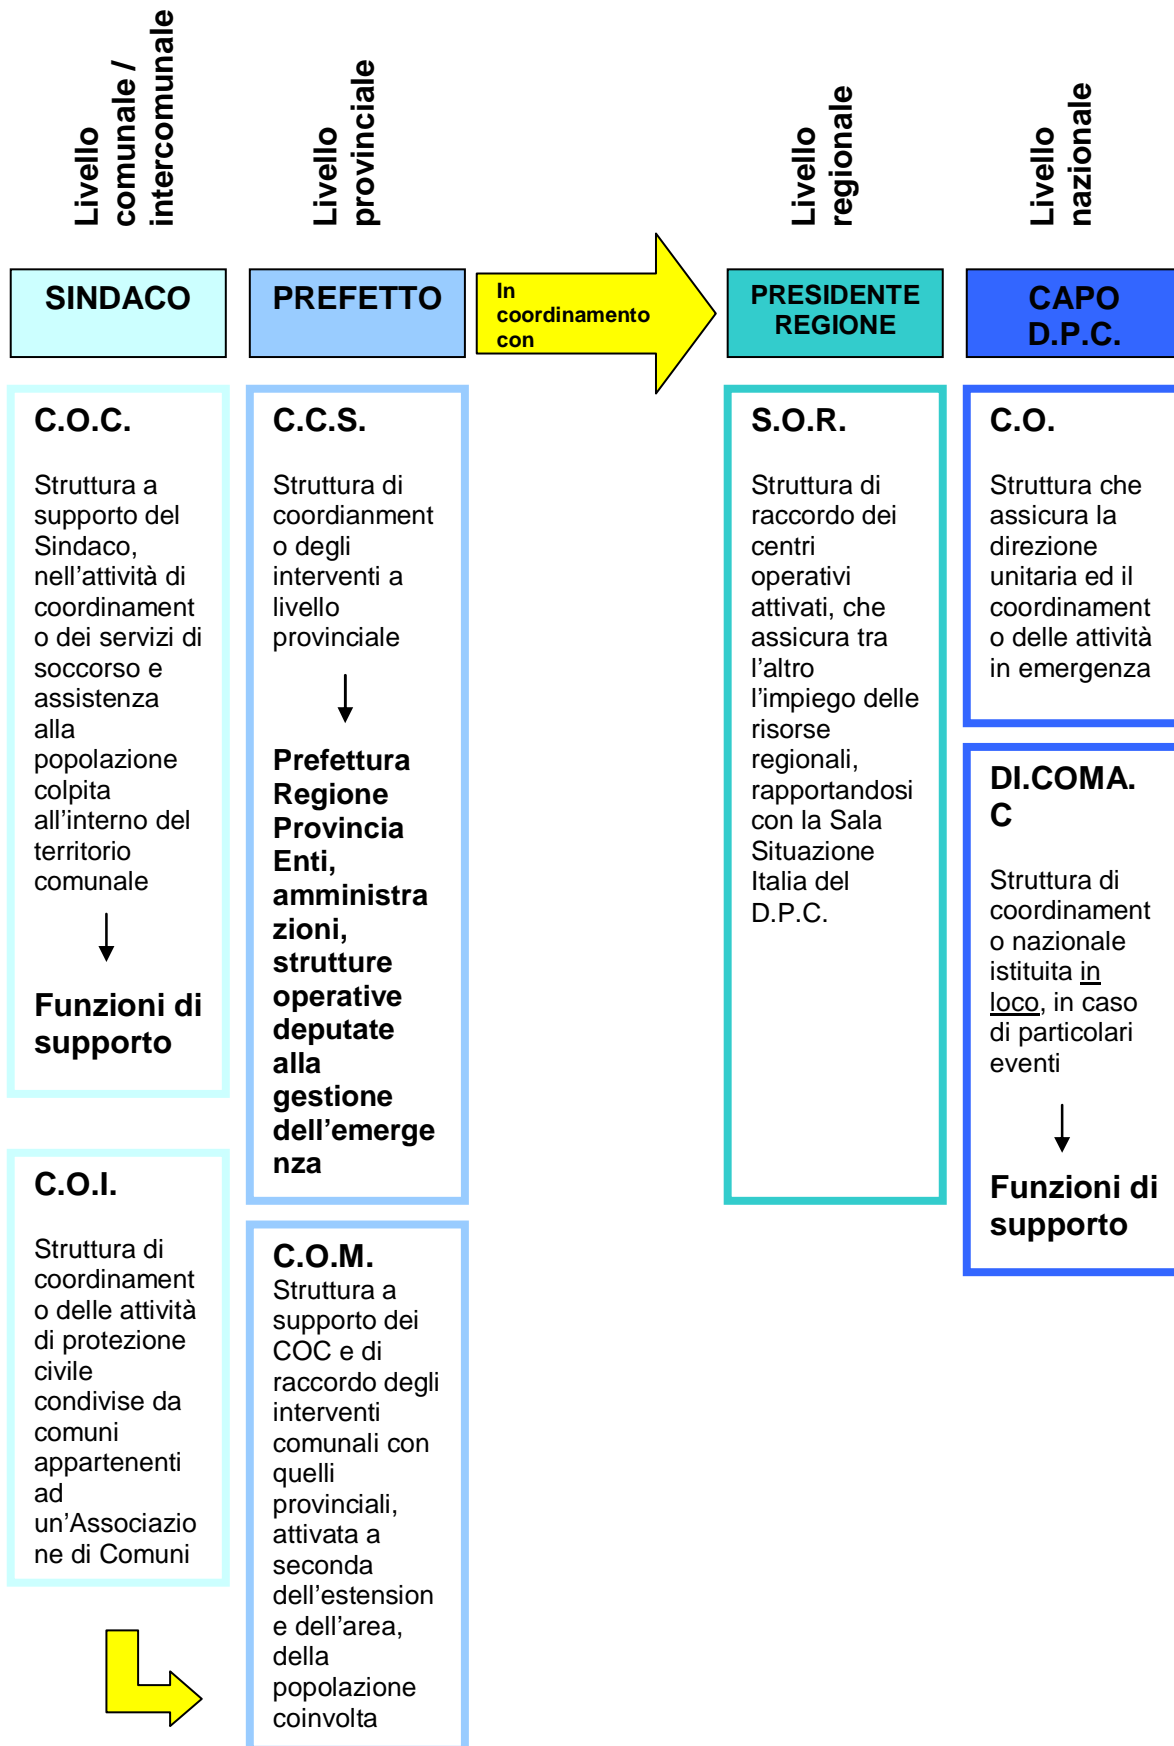 Livello
comunale /
intercomunale
Livello
provinciale
Livello
regionale
Livello
nazionale
SINDACO
PREFETTO
In
coordinamento
con
PRESIDENTE
REGIONE
CAPO
D.P.C.
C.O.C.
Struttura a
supporto del
Sindaco,
nell’attività di
coordinament
o dei servizi di
soccorso e
assistenza
alla
popolazione
colpita
all’interno del
territorio
comunale
Funzioni di
supporto
C.O.I.
Struttura di
coordinament
o delle attività
di protezione
civile
condivise da
comuni
appartenenti
ad
un’Associazio
ne di Comuni
C.C.S.
Struttura di
coordianment
o degli
interventi a
livello
provinciale
Prefettura
Regione
Provincia
Enti,
amministra
zioni,
strutture
operative
deputate
alla
gestione
dell’emerge
nza
C.O.M.
Struttura a
supporto dei
COC e di
raccordo degli
interventi
comunali con
quelli
provinciali,
attivata a
seconda
dell’estension
e dell’area,
della
popolazione
coinvolta
S.O.R.
Struttura di
raccordo dei
centri
operativi
attivati, che
assicura tra
l’altro
l’impiego delle
risorse
regionali,
rapportandosi
con la Sala
Situazione
Italia del
D.P.C.
C.O.
Struttura che
assicura la
direzione
unitaria ed il
coordinament
o delle attività
in emergenza
DI.COMA.
C
Struttura di
coordinament
o nazionale
istituita in
loco, in caso
di particolari
eventi
Funzioni di
supporto